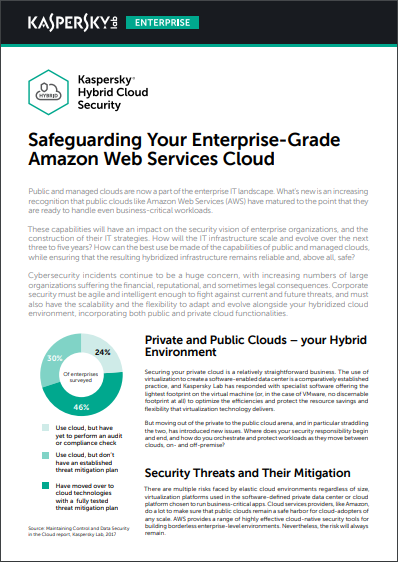 KASPERSKY lab ENTERPRISE
HYBRID
Kaspersky®
Hybrid Cloud
Security
Safeguarding Your Enterprise-Grade
Amazon Web Services Cloud
Public and managed clouds are now a part of the enterprise IT landscape. What's new is an increasing
recognition that public clouds like Amazon Web Services (AWS) have matured to the point that they
are ready to handle even business-critical workloads.
These capabilities will have an impact on the security vision of enterprise organizations, and the
construction of their IT strategies. How will the IT infrastructure scale and evolve over the next
three to five years? How can the best use be made of the capabilities of public and managed clouds,
while ensuring that the resulting hybridized infrastructure remains reliable and, above all, safe?
Cybersecurity incidents continue to be a huge concern, with increasing numbers of large
organizations suffering the financial, reputational, and sometimes legal consequences. Corporate
security must be agile and intelligent enough to fight against current and future threats, and must
also have the scalability and the flexibility to adapt and evolve alongside your hybridized cloud
environment, incorporating both public and private cloud functionalities.
24%
30%
Of enterprises
surveyed
46%
Use cloud, but have
yet to perform an audit
or compliance check
Use cloud, but don't
have an established
threat mitigation plan
Have moved over to
cloud technologies
with a fully tested
threat mitigation plan
Source: Maintaining Control and Data Security
in the Cloud report, Kaspersky Lab, 2017
Private and Public Clouds – your Hybrid
Environment
Securing your private cloud is a relatively straightforward business. The use of
virtualization to create a software-enabled data center is a comparatively established
practice, and Kaspersky Lab has responded with specialist software offering the
lightest footprint on the virtual machine (or, in the case of VMware, no discernable
footprint at all) to optimize the efficiencies and protect the resource savings and
flexibility that virtualization technology delivers.
But moving out of the private to the public cloud arena, and in particular straddling
the two, has introduced new issues. Where does your security responsibility begin
and end, and how do you orchestrate and protect workloads as they move between
clouds, on- and off-premise?
Security Threats and Their Mitigation
There are multiple risks faced by elastic cloud environments regardless of size,
virtualization platforms used in the software-defined private data center or cloud
platform chosen to run business-critical apps. Cloud services providers, like Amazon,
do a lot to make sure that public clouds remain a safe harbor for cloud-adopters of
any scale. AWS provides a range of highly effective cloud-native security tools for
building borderless enterprise-level environments. Nevertheless, the risk will always
remain.